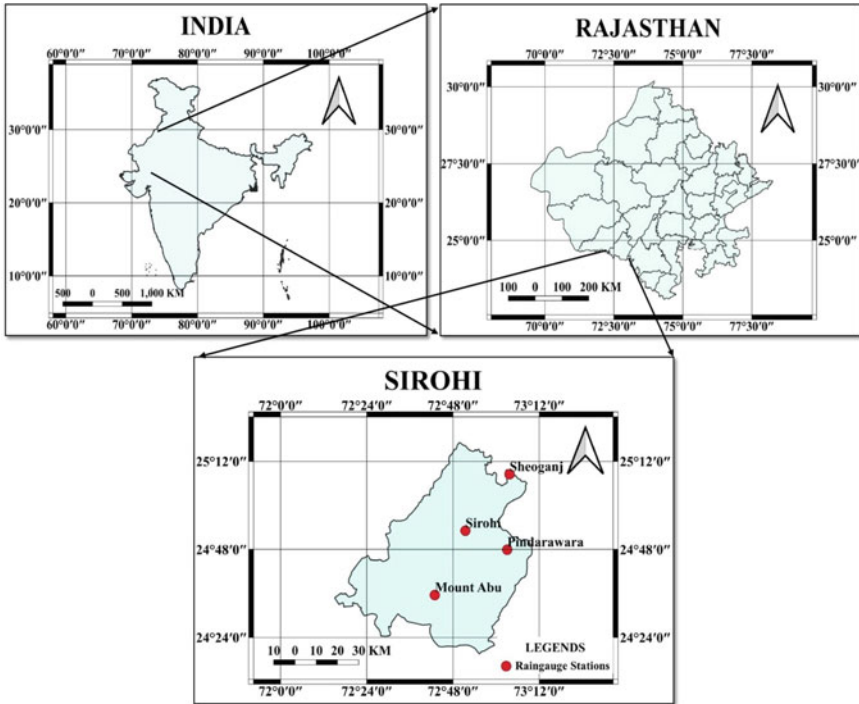 INDIA
60°0'0" 70°0'0" 80°0'0" 90°0'0" 100°0'0"
30°0'0" 30°0'0"
20°0'0" 20°0'0"
10°0'0" 10°0'0"
500 0 500 1,000 KM
60°0'0" 70°0'0" 80°0'0" 90°0'0" 100°0'0"
RAJASTHAN
70°0'0" 72°30'0" 75°0'0" 77°30'0"
30°0'0" 30°0'0"
27°30'0" 27°30'0"
25°0'0" 25°0'0"
100 0 100 200 KM
70°0'0" 72°30'0" 75°0'0" 77°30'0"
SIROHI
72°0'0" 72°24'0" 72°48'0" 73°12'0"
25°12'0" 25°12'0"
Sheoganj
Sirohi
Pindarawara
24°48'0" 24°48'0"
Mount Abu
24°24'0" 24°24'0"
LEGENDS
10 0 10 20 30 KM
Raingauge Stations
72°0'0" 72°24'0" 72°48'0" 73°12'0"